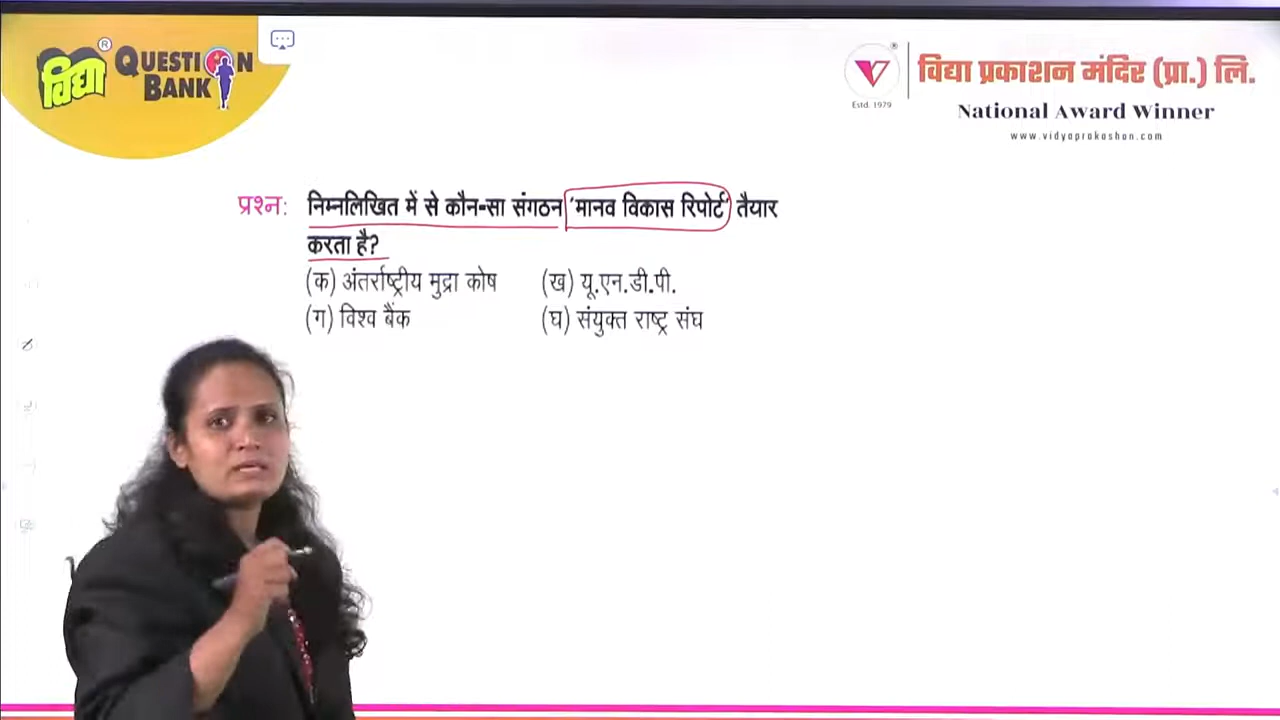 विद्या
QUESTION
BANK
®
विद्या प्रकाशन मंदिर (प्रा.) लि.
Estd. 1979
National Award Winner
www.vidyaprakashan.com
प्रश्न: निम्नलिखित में से कौन-सा संगठन 'मानव विकास रिपोर्ट' तैयार
करता है?
(क) अंतर्राष्ट्रीय मुद्रा कोष (ख) यू.एन.डी.पी.
(ग) विश्व बैंक (घ) संयुक्त राष्ट्र संघ